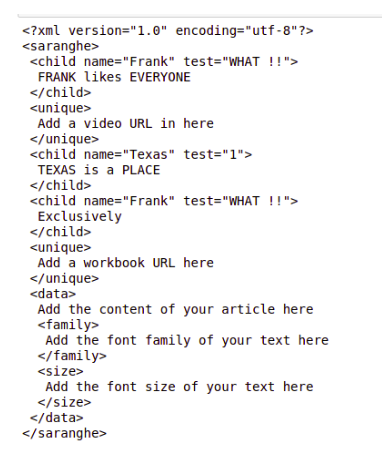 <?xml version="1.0" encoding="utf-8"?>
<saranghe>
 <child name="Frank" test="WHAT !!">
  FRANK likes EVERYONE
 </child>
 <unique>
  Add a video URL in here
 </unique>
 <child name="Texas" test="1">
  TEXAS is a PLACE
 </child>
 <child name="Frank" test="WHAT !!">
  Exclusively
 </child>
 <unique>
  Add a workbook URL here
 </unique>
 <data>
  Add the content of your article here
  <family>
   Add the font family of your text here
  </family>
  <size>
   Add the font size of your text here
  </size>
 </data>
</saranghe>